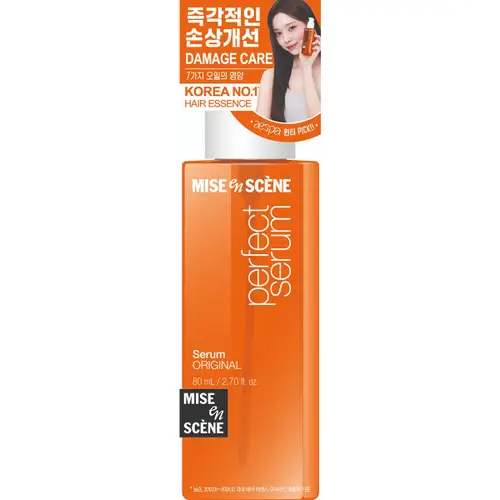 즉각적인
손상개선
DAMAGE CARE
7가지 오일의 영양
KOREA NO.1
HAIR ESSENCE
aespa 윈터 PICK!!
MISE en SCÈNE
perfect
serum
Serum
ORIGINAL
80 mL / 2.70 fl. oz.
MISE
en
SCÈNE